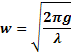 w = √(2πg/λ)